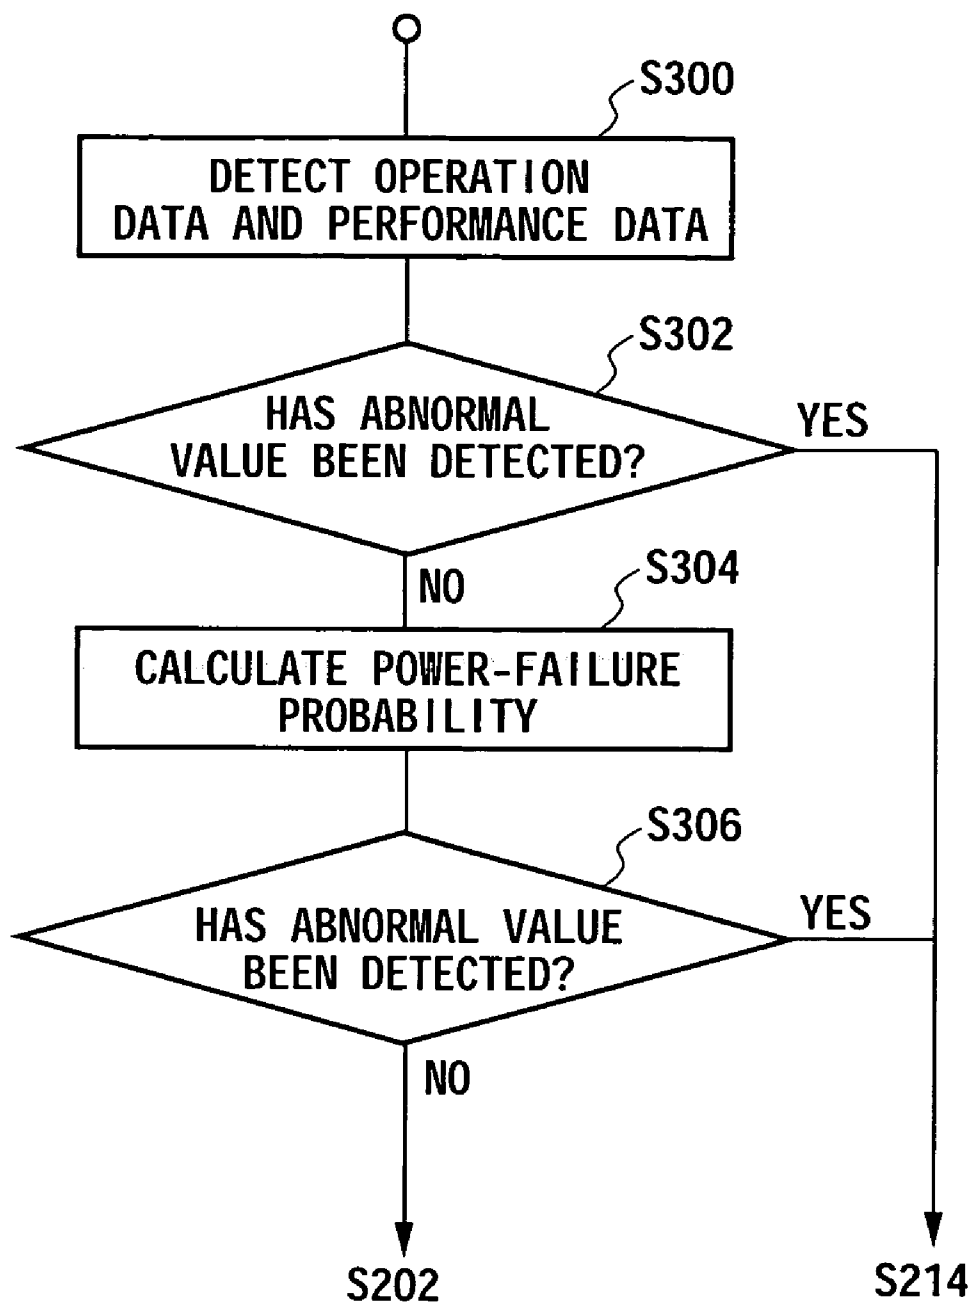 S300
DETECT OPERATION
DATA AND PERFORMANCE DATA
S302
HAS ABNORMAL
VALUE BEEN DETECTED?
YES
NO
S304
CALCULATE POWER-FAILURE
PROBABILITY
S306
HAS ABNORMAL VALUE
BEEN DETECTED?
YES
NO
S202
S214